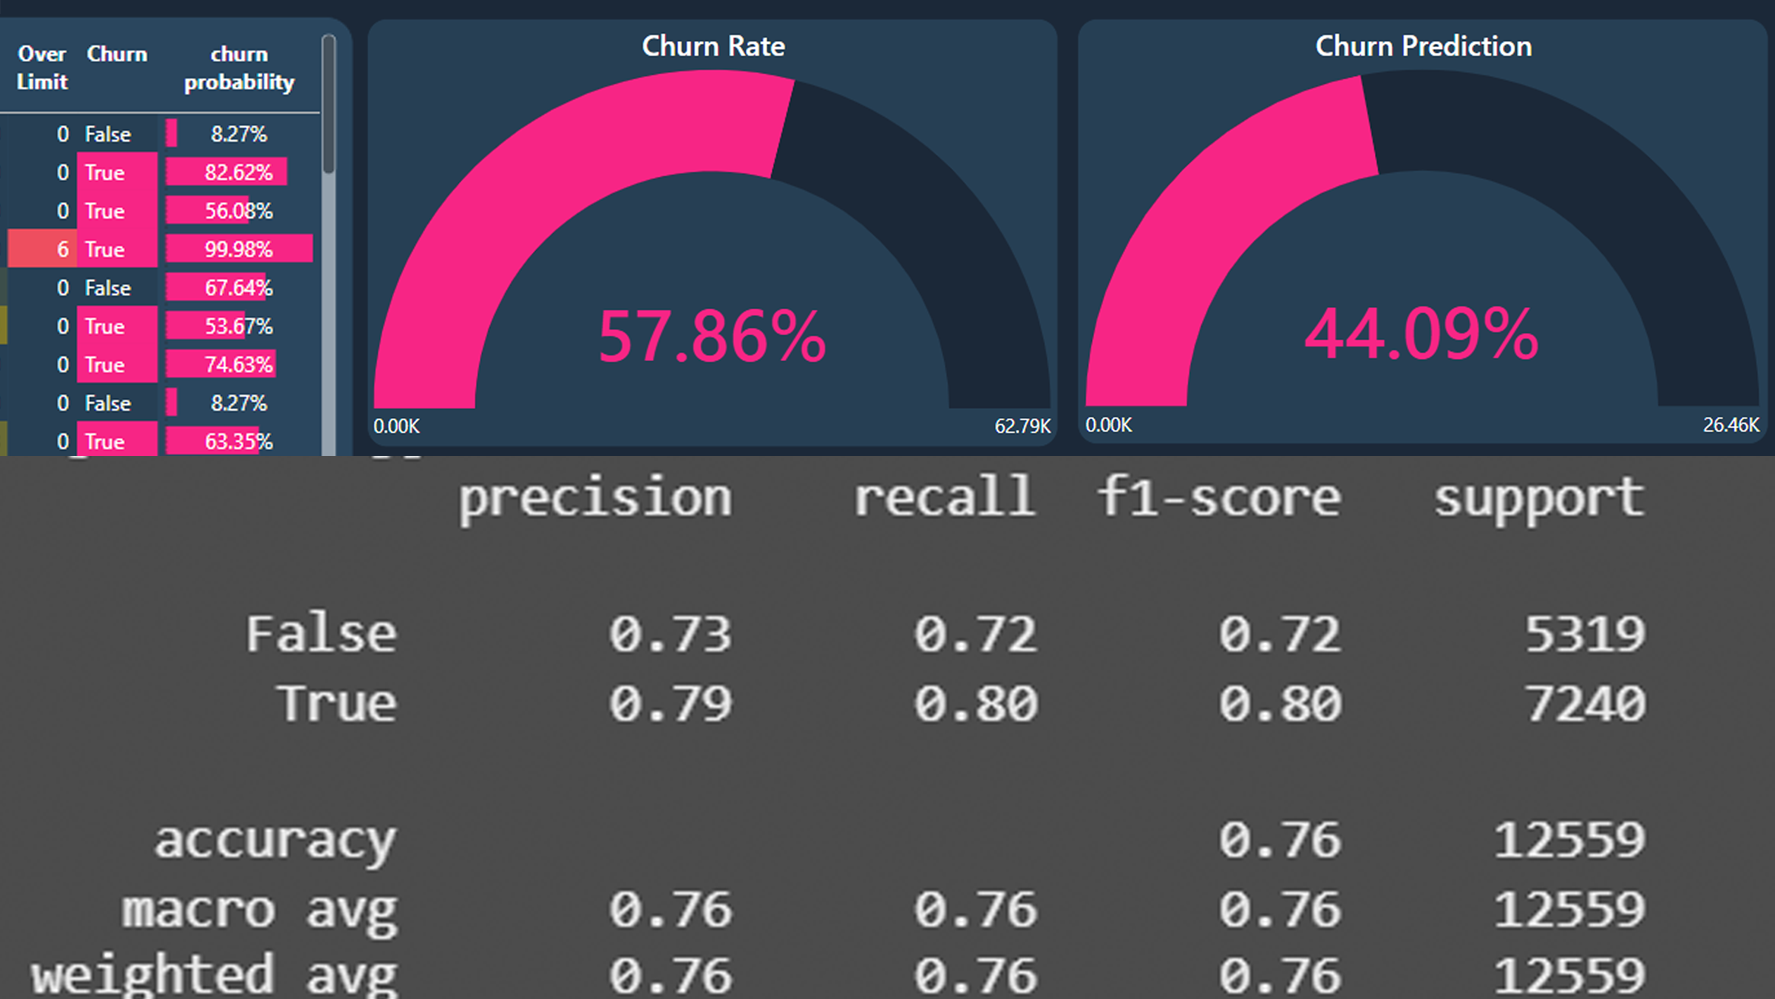 Over Limit Churn churn probability
0 False 8.27%
0 True 82.62%
0 True 56.08%
6 True 99.98%
0 False 67.64%
0 True 53.67%
0 True 74.63%
0 False 8.27%
0 True 63.35%
Churn Rate
57.86%
0.00K 62.79K
Churn Prediction
44.09%
0.00K 26.46K
precision recall f1-score support
False 0.73 0.72 0.72 5319
True 0.79 0.80 0.80 7240
accuracy 0.76 12559
macro avg 0.76 0.76 0.76 12559
weighted avg 0.76 0.76 0.76 12559